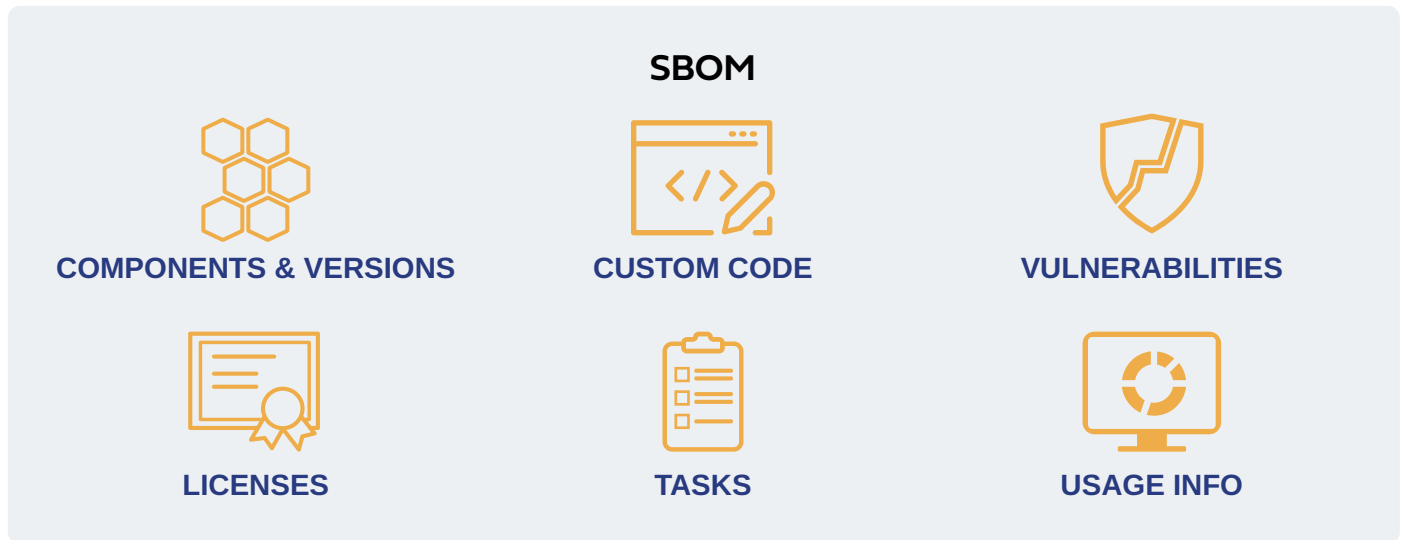 SBOM
COMPONENTS & VERSIONS
CUSTOM CODE
VULNERABILITIES
LICENSES
TASKS
USAGE INFO